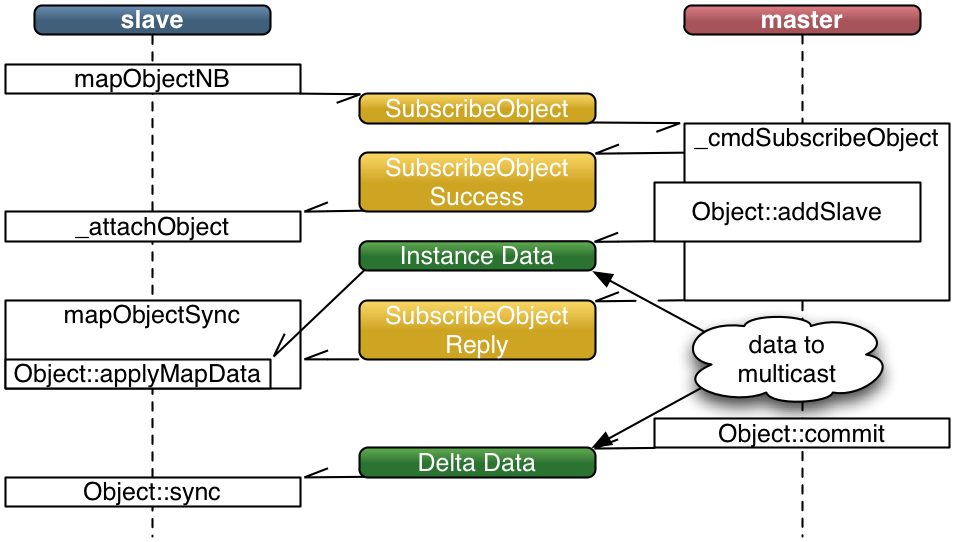 slave
master
mapObjectNB
SubscribeObject
_cmdSubscribeObject
SubscribeObject
Success
Object::addSlave
_attachObject
Instance Data
mapObjectSync
SubscribeObject
Reply
data to
multicast
Object::applyMapData
Object::commit
Delta Data
Object::sync